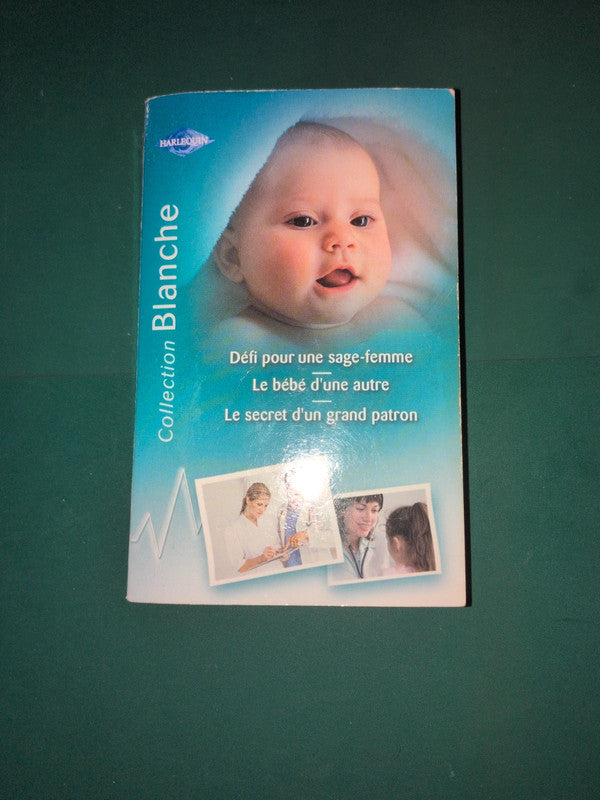 HARLEQUIN
Collection Blanche
Défi pour une sage-femme
Le bébé d'une autre
Le secret d'un grand patron